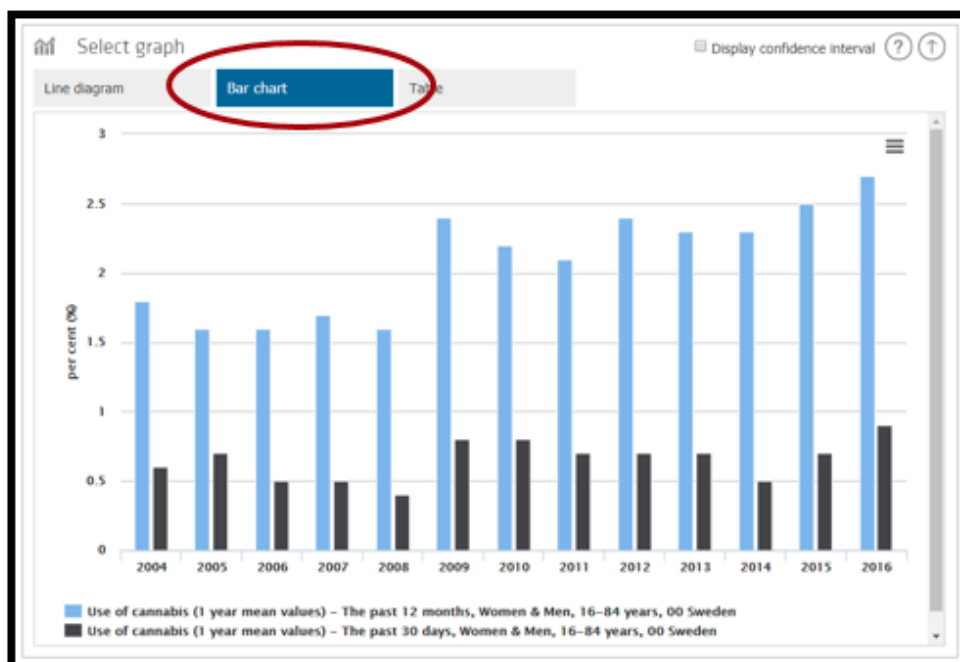 Select graph
Display confidence interval ?
Line diagram Bar chart Table
3
2.5
2
1.5
1
0.5
0
per cent (%)
2004 2005 2006 2007 2008 2009 2010 2011 2012 2013 2014 2015 2016
Use of cannabis (1 year mean values) – The past 12 months, Women & Men, 16–84 years, 00 Sweden
Use of cannabis (1 year mean values) – The past 30 days, Women & Men, 16–84 years, 00 Sweden